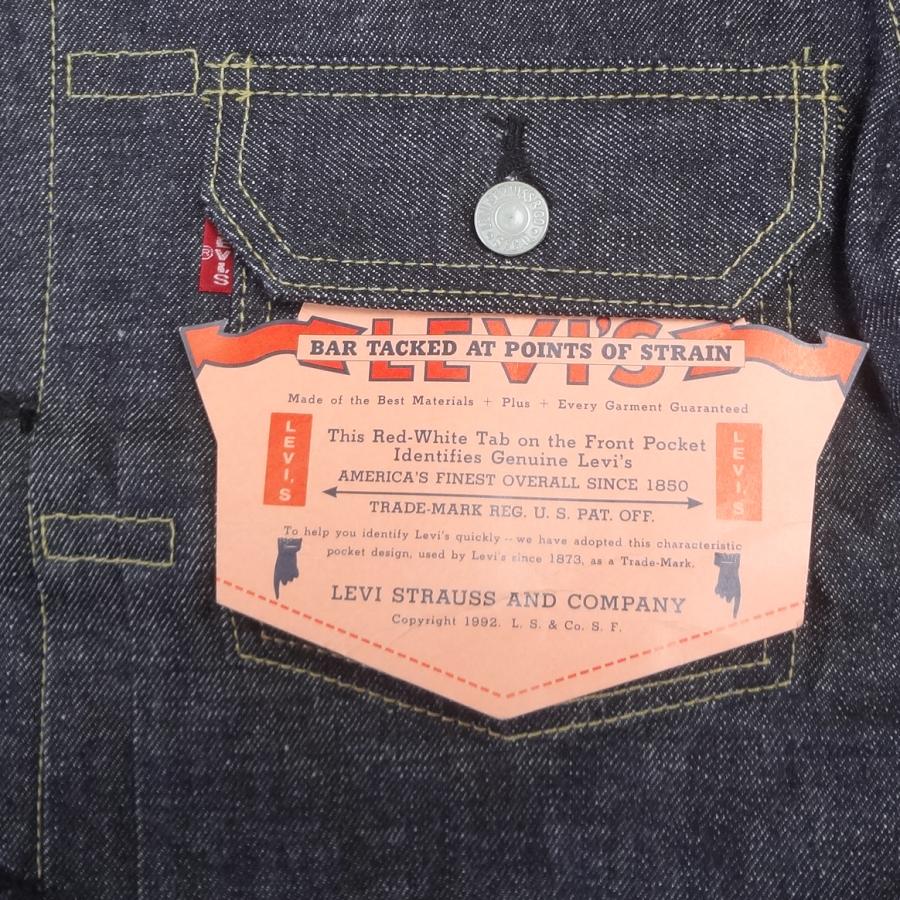 LEVI'S
BAR TACKED AT POINTS OF STRAIN
Made of the Best Materials + Plus + Every Garment Guaranteed
LEVI'S
This Red-White Tab on the Front Pocket
Identifies Genuine Levi's
AMERICA'S FINEST OVERALL SINCE 1850
TRADE-MARK REG. U. S. PAT. OFF.
LEVI'S
To help you identify Levi's quickly -- we have adopted this characteristic
pocket design, used by Levi's since 1873, as a Trade-Mark.
LEVI STRAUSS AND COMPANY
Copyright 1992. L. S. & Co. S. F.